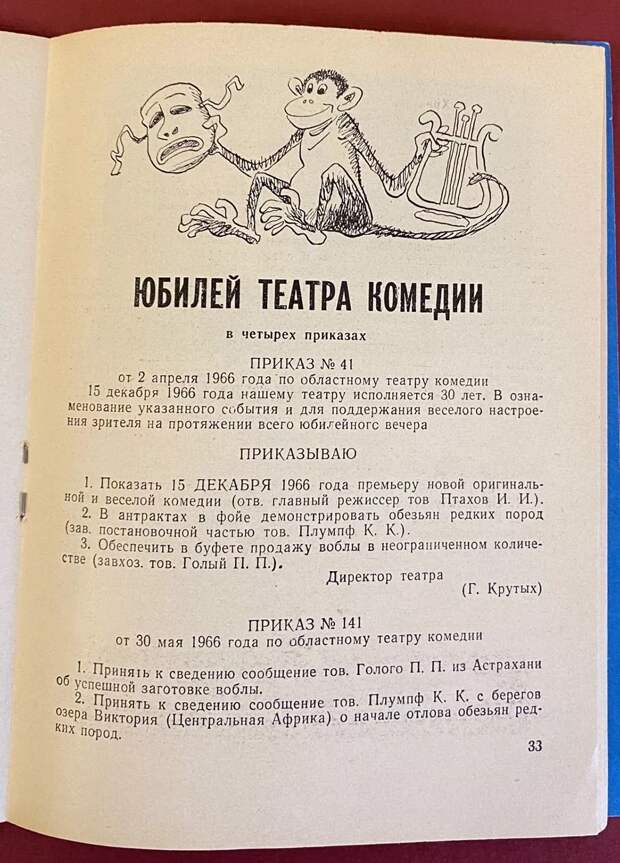 ЮБИЛЕЙ ТЕАТРА КОМЕДИИ
в четырех приказах
ПРИКАЗ № 41
от 2 апреля 1966 года по областному театру комедии
15 декабря 1966 года нашему театру исполняется 30 лет. В озна-
менование указанного события и для поддержания веселого настрое-
ния зрителя на протяжении всего юбилейного вечера
ПРИКАЗЫВАЮ
1. Показать 15 ДЕКАБРЯ 1966 года премьеру новой оригиналь-
ной и веселой комедии (отв. главный режиссер тов Птахов И. И.).
2. В антрактах в фойе демонстрировать обезьян редких пород
(зав. постановочной частью тов. Плумпф К. К.).
3. Обеспечить в буфете продажу воблы в неограниченном количе-
стве (завхоз. тов. Голый П. П.).
Директор театра
(Г. Крутых)
ПРИКАЗ № 141
от 30 мая 1966 года по областному театру комедии
1. Принять к сведению сообщение тов. Голого П. П. из Астрахани
об успешной заготовке воблы.
2. Принять к сведению сообщение тов. Плумпф К. К. с берегов
озера Виктория (Центральная Африка) о начале отлова обезьян ред-
ких пород.
33